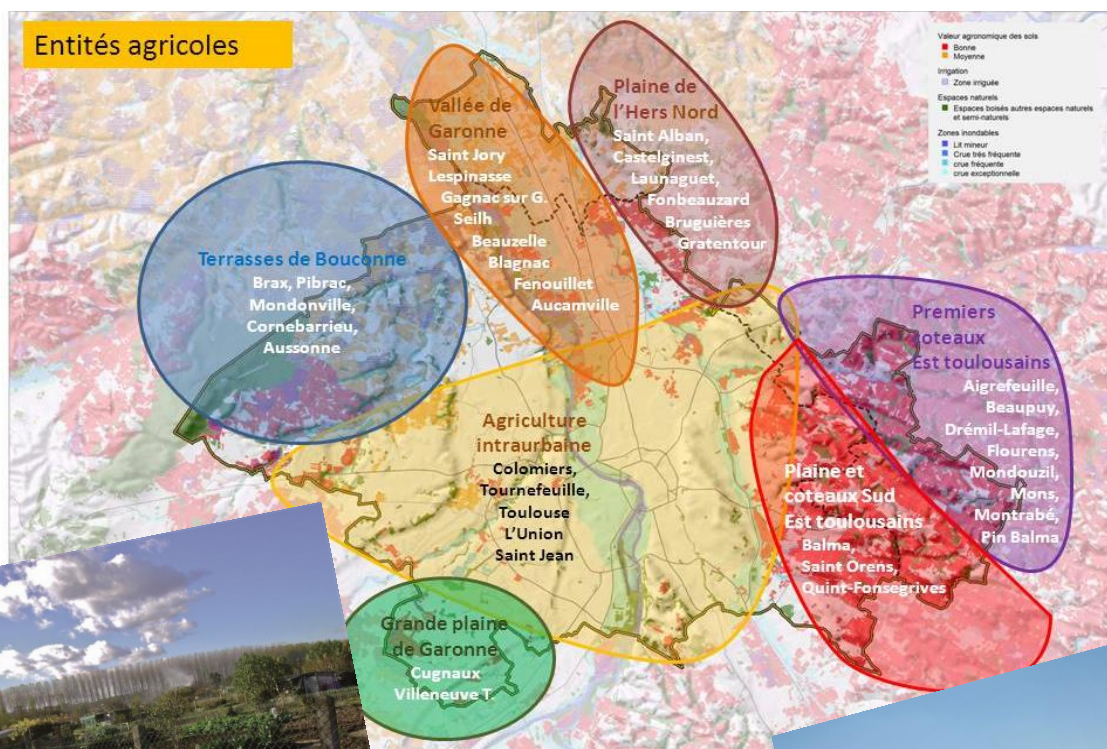 Entités agricoles
Valeur agronomique des sols
Bonne
Moyenne
Irrigation
Zone irriguée
Espaces naturels
Espaces boisés autres espaces naturels
et semi-naturels
Zones inondables
Lit mineur
Crue très fréquente
crue fréquente
crue exceptionnelle
Vallée de
Garonne
Saint Jory
Lespinasse
Gagnac sur G.
Seilh
Beauzelle
Blagnac
Fenouillet
Aucamville
Plaine de
l'Hers Nord
Saint Alban,
Castelginest,
Launaguet,
Fonbeauzard
Bruguières
Gratentour
Terrasses de Bouconne
Brax, Pibrac,
Mondonville,
Cornebarrieu,
Aussonne
Premiers
coteaux
Est toulousains
Aigrefeuille,
Beaupuy,
Drémil-Lafage,
Flourens,
Mondouzil,
Mons,
Montrabé,
Pin Balma
Agriculture
intraurbaine
Colomiers,
Tournefeuille,
Toulouse
L'Union
Saint Jean
Plaine et
coteaux Sud
Est toulousains
Balma,
Saint Orens,
Quint-Fonsegrives
Grande plaine
de Garonne
Cugnaux
Villeneuve T.